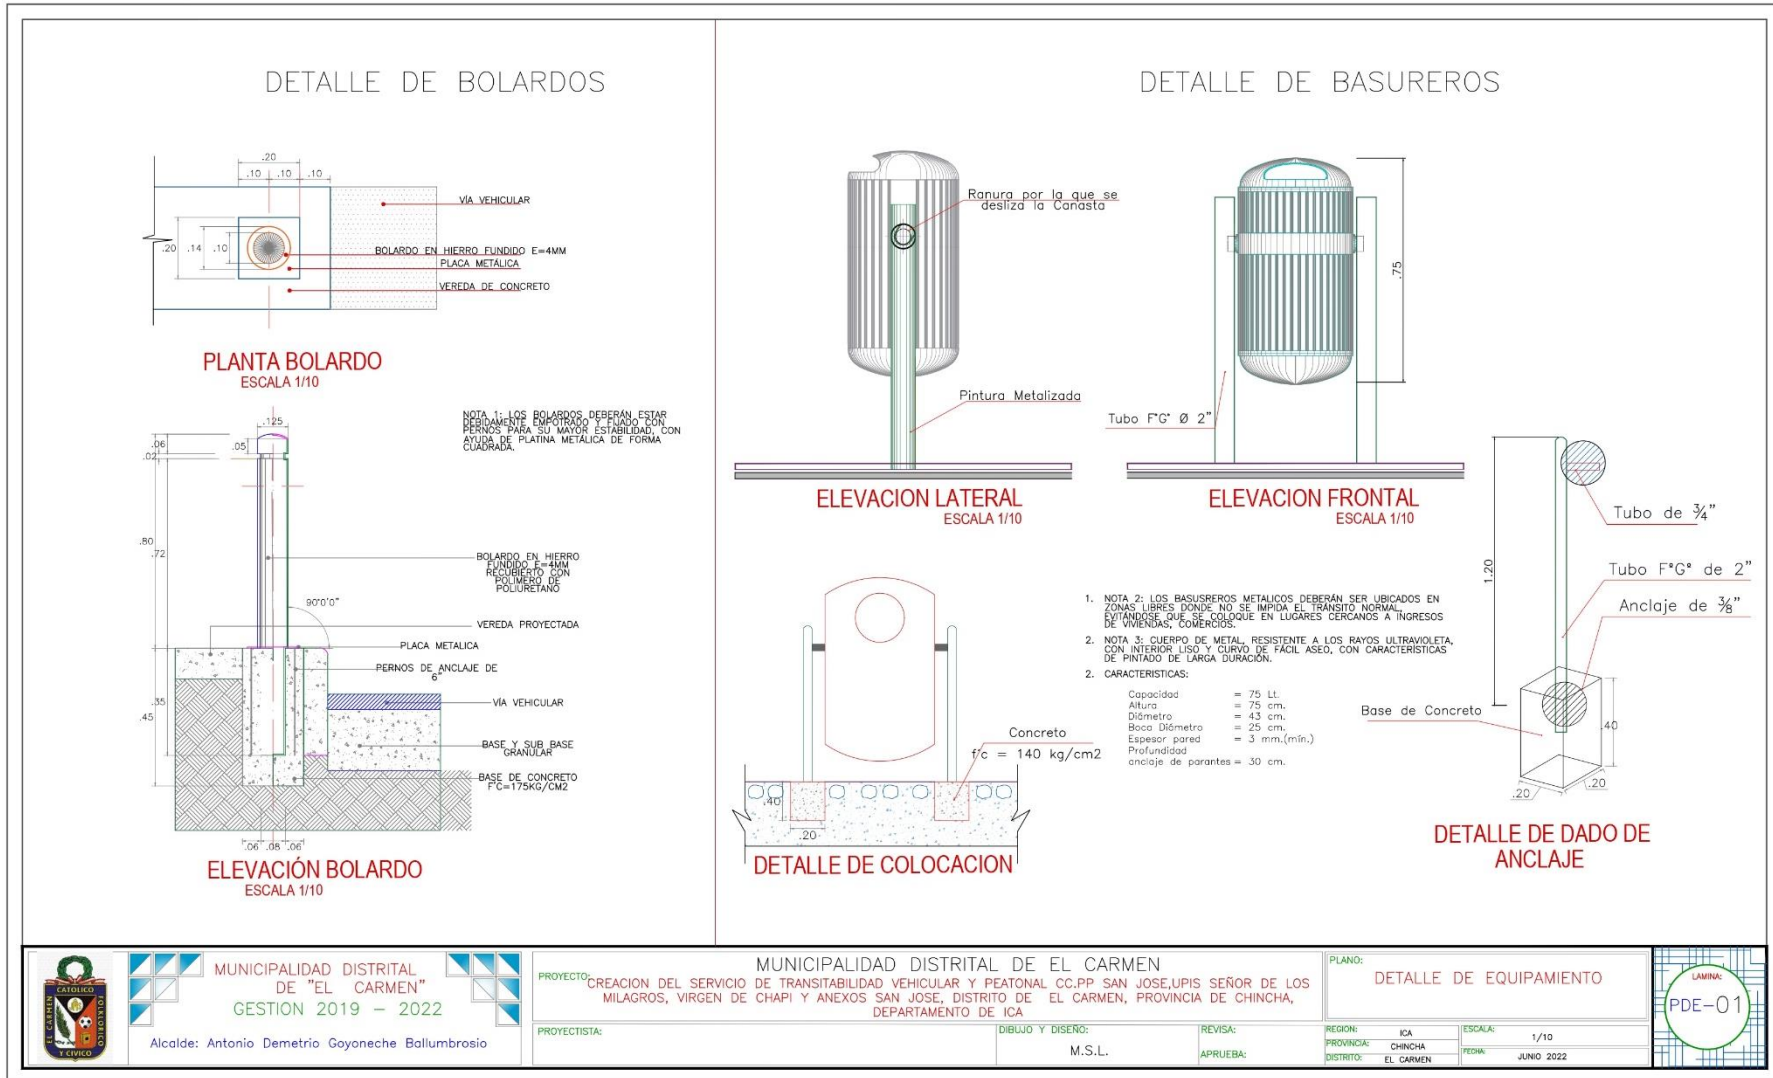 DETALLE DE BOLARDOS
.20
.10
.10
.10
.20
.14
.10
VÍA VEHICULAR
BOLARDO EN HIERRO FUNDIDO E=4MM
PLACA METÁLICA
VEREDA DE CONCRETO
PLANTA BOLARDO
ESCALA 1/10
NOTA 1: LOS BOLARDOS DEBERÁN ESTAR
DEBIDAMENTE EMPOTRADO Y FIJADO CON
PERNOS PARA SU MAYOR ESTABILIDAD, CON
AYUDA DE PLATINA METÁLICA DE FORMA
CUADRADA.
.125
.06
.05
.02
.80
.72
BOLARDO EN HIERRO
FUNDIDO E=4MM
RECUBIERTO CON
POLIMERO DE
POLIURETANO
90°0'0"
VEREDA PROYECTADA
PLACA METALICA
PERNOS DE ANCLAJE DE
6"
.35
.45
VÍA VEHICULAR
BASE Y SUB BASE
GRANULAR
BASE DE CONCRETO
F'C=175KG/CM2
.06
.08
.06
ELEVACIÓN BOLARDO
ESCALA 1/10
DETALLE DE BASUREROS
Ranura por la que se
desliza la Canasta
Pintura Metalizada
ELEVACION LATERAL
ESCALA 1/10
.75
Tubo F°G° Ø 2"
ELEVACION FRONTAL
ESCALA 1/10
1.20
Tubo de ¾"
Tubo F°G° de 2"
Anclaje de ⅜"
Base de Concreto
.40
.20
.20
DETALLE DE DADO DE
ANCLAJE
Concreto
f'c = 140 kg/cm2
.40
.20
DETALLE DE COLOCACION
1. NOTA 2: LOS BASUSREROS METALICOS DEBERÁN SER UBICADOS EN
ZONAS LIBRES DONDE NO SE IMPIDA EL TRÁNSITO NORMAL,
EVITÁNDOSE QUE SE COLOQUE EN LUGARES CERCANOS A INGRESOS
DE VIVIENDAS, COMERCIOS.
2. NOTA 3: CUERPO DE METAL, RESISTENTE A LOS RAYOS ULTRAVIOLETA,
CON INTERIOR LISO Y CURVO DE FÁCIL ASEO, CON CARACTERÍSTICAS
DE PINTADO DE LARGA DURACIÓN.
2. CARACTERISTICAS:
Capacidad = 75 Lt.
Altura = 75 cm.
Diámetro = 43 cm.
Boca Diámetro = 25 cm.
Espesor pared = 3 mm.(mín.)
Profundidad
anclaje de parantes = 30 cm.
EL CARMEN
CATOLICO
FOLKLORICO
Y CIVICO
MUNICIPALIDAD DISTRITAL
DE "EL CARMEN"
GESTION 2019 – 2022
Alcalde: Antonio Demetrio Goyoneche Ballumbrosio
MUNICIPALIDAD DISTRITAL DE EL CARMEN
PROYECTO: CREACION DEL SERVICIO DE TRANSITABILIDAD VEHICULAR Y PEATONAL CC.PP SAN JOSE,UPIS SEÑOR DE LOS
MILAGROS, VIRGEN DE CHAPI Y ANEXOS SAN JOSE, DISTRITO DE EL CARMEN, PROVINCIA DE CHINCHA,
DEPARTAMENTO DE ICA
PROYECTISTA:
DIBUJO Y DISEÑO:
M.S.L.
REVISA:
APRUEBA:
PLANO:
DETALLE DE EQUIPAMIENTO
REGION: ICA
PROVINCIA: CHINCHA
DISTRITO: EL CARMEN
ESCALA: 1/10
FECHA: JUNIO 2022
LAMINA:
PDE-01